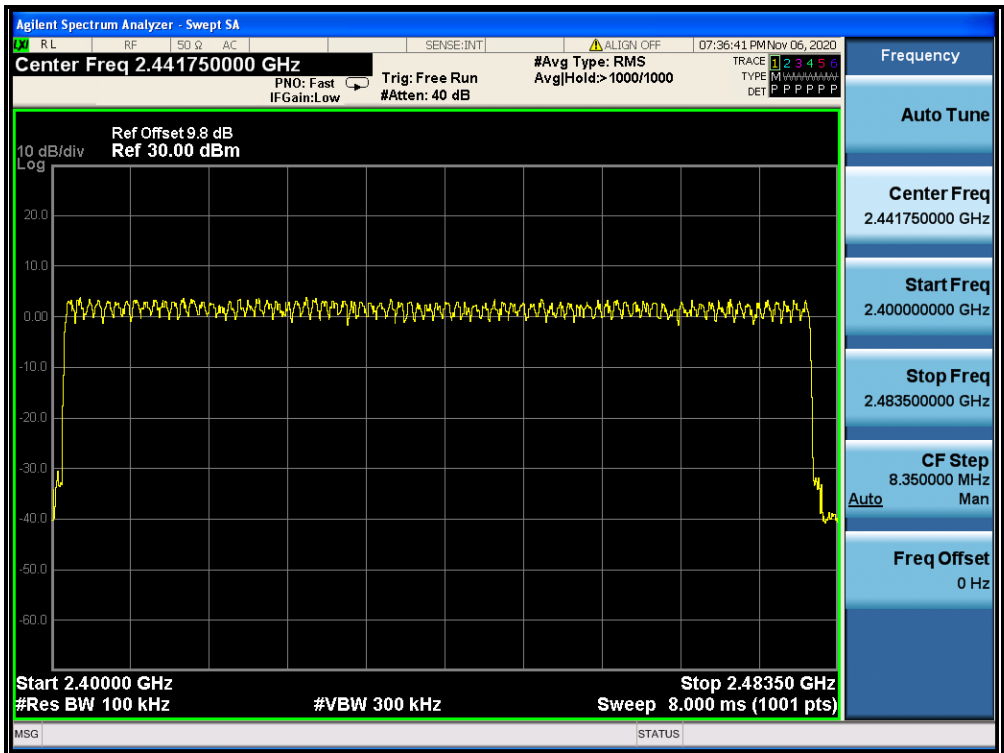 Agilent Spectrum Analyzer - Swept SA
LXI RL RF 50 Ω AC SENSE:INT ALIGN OFF 07:36:41 PM Nov 06, 2020
Center Freq 2.441750000 GHz
PNO: Fast
IFGain:Low
Trig: Free Run
#Atten: 40 dB
#Avg Type: RMS
Avg|Hold:>1000/1000
TRACE 1 2 3 4 5 6
TYPE M WWWWW
DET P P P P P P
Ref Offset 9.8 dB
10 dB/div Ref 30.00 dBm
Log
20.0
10.0
0.00
-10.0
-20.0
-30.0
-40.0
-50.0
-60.0
Start 2.40000 GHz Stop 2.48350 GHz
#Res BW 100 kHz #VBW 300 kHz Sweep 8.000 ms (1001 pts)
MSG STATUS
Frequency
Auto Tune
Center Freq
2.441750000 GHz
Start Freq
2.400000000 GHz
Stop Freq
2.483500000 GHz
CF Step
8.350000 MHz
Auto Man
Freq Offset
0 Hz